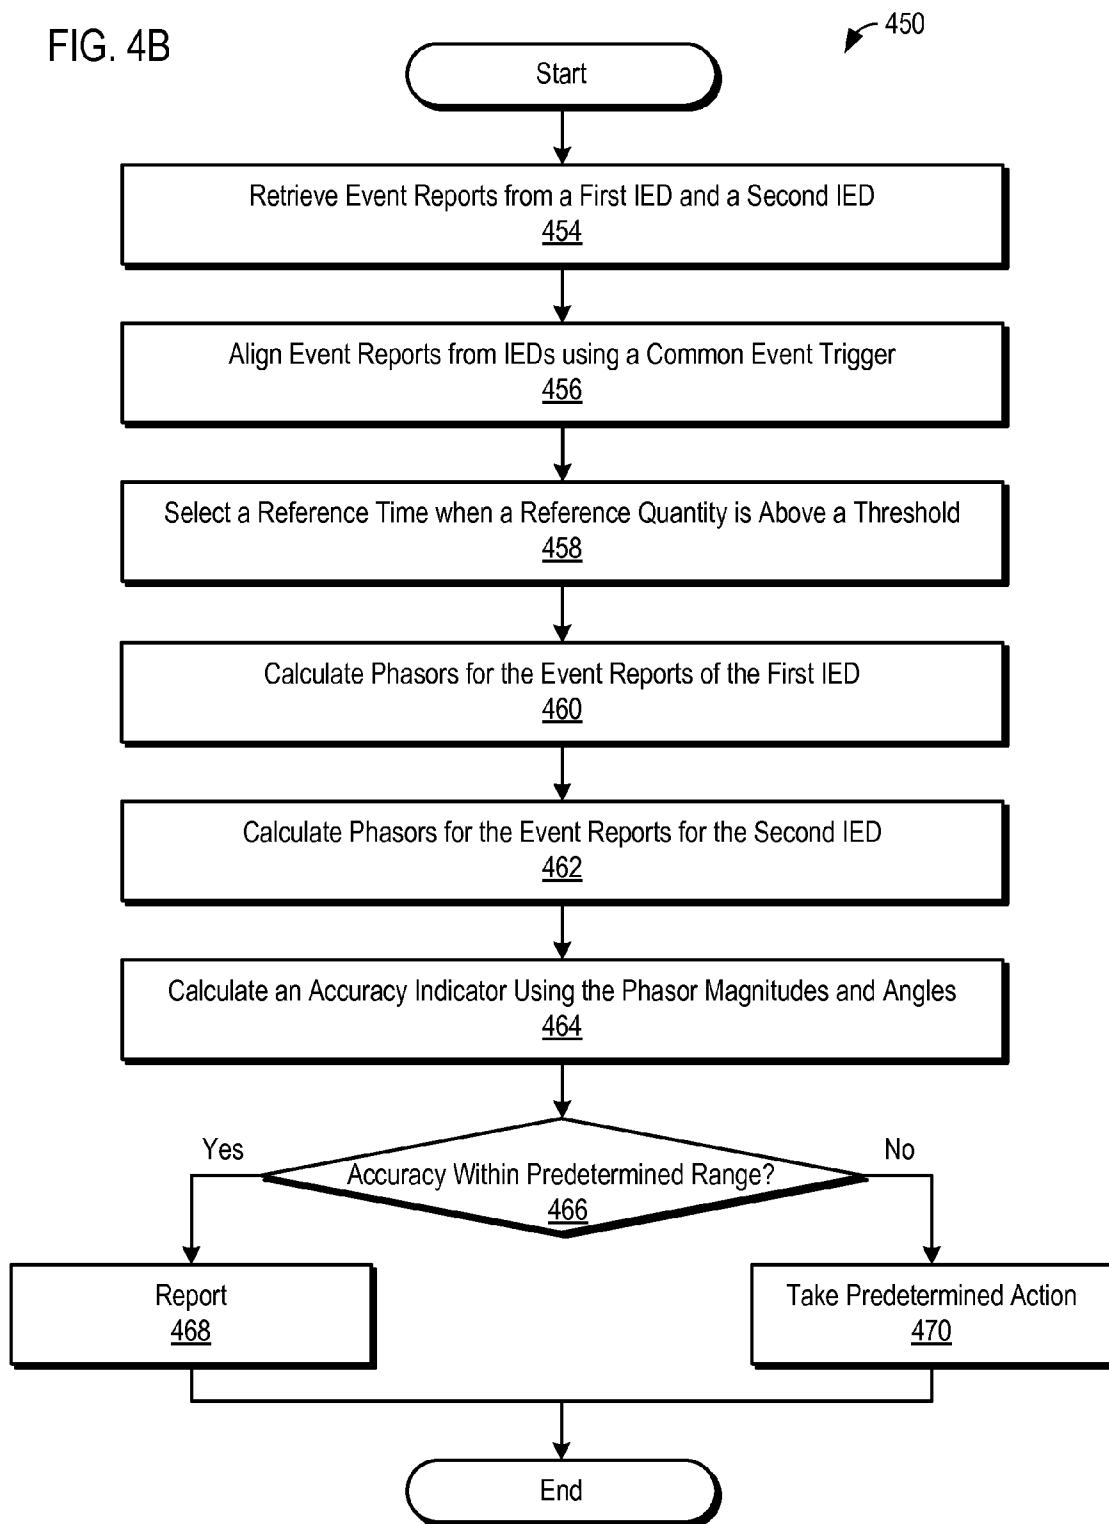 FIG. 4B
450
Start
Retrieve Event Reports from a First IED and a Second IED
454
Align Event Reports from IEDs using a Common Event Trigger
456
Select a Reference Time when a Reference Quantity is Above a Threshold
458
Calculate Phasors for the Event Reports of the First IED
460
Calculate Phasors for the Event Reports for the Second IED
462
Calculate an Accuracy Indicator Using the Phasor Magnitudes and Angles
464
Yes
No
Accuracy Within Predetermined Range?
466
Report
468
Take Predetermined Action
470
End